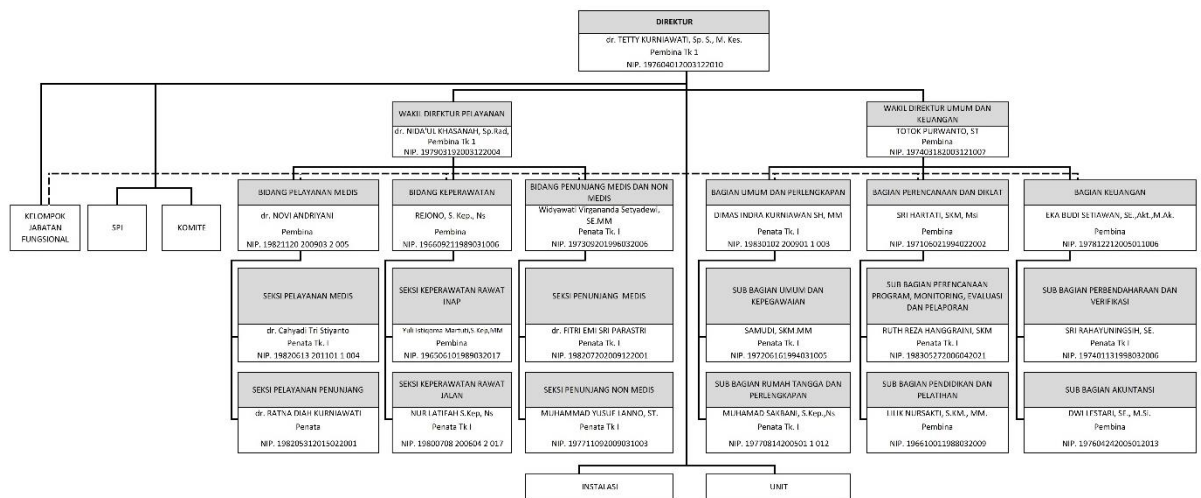 DIREKTUR
dr. TETTY KURNIAWATI, Sp. S., M. Kes.
Pembina Tk 1
NIP. 197604012003122010
WAKIL DIREKTUR PELAYANAN
dr. NIDA'UL KHASANAH, Sp.Rad,
Pembina Tk 1
NIP. 197903192003122004
WAKIL DIREKTUR UMUM DAN
KEUANGAN
TOTOK PURWANTO, ST
Pembina
NIP. 197403182003121007
KELOMPOK
JABATAN
FUNGSIONAL
SPI
KOMITE
BIDANG PELAYANAN MEDIS
dr. NOVI ANDRIYANI
Pembina
NIP. 19821120 200903 2 005
BIDANG KEPERAWATAN
REJONO, S. Kep., Ns
Pembina
NIP. 196609211989031006
BIDANG PENUNJANG MEDIS DAN NON
MEDIS
Widyawati Virgananda Setyadewi,
SE.MM
Penata Tk. I
NIP. 197309201996032006
BAGIAN UMUM DAN PERLENGKAPAN
DIMAS INDRA KURNIAWAN SH, MM
Penata Tk. I
NIP. 19830102 200901 1 003
BAGIAN PERENCANAAN DAN DIKLAT
SRI HARTATI, SKM, Msi
Pembina
NIP. 197106021994022002
BAGIAN KEUANGAN
EKA BUDI SETIAWAN, SE.,Akt.,M.Ak.
Pembina
NIP. 197812212005011006
SEKSI PELAYANAN MEDIS
dr. Cahyadi Tri Stiyanto
Penata Tk. I
NIP. 19820613 201101 1 004
SEKSI KEPERAWATAN RAWAT
INAP
Yuli Istiqoma Martuti,S.Kep,MM
Pembina
NIP. 196506101989032017
SEKSI PENUNJANG MEDIS
dr. FITRI EMI SRI PARASTRI
Penata Tk. I
NIP. 198207202009122001
SUB BAGIAN UMUM DAN
KEPEGAWAIAN
SAMUDI, SKM.MM
Penata Tk. I
NIP. 197206161994031005
SUB BAGIAN PERENCANAAN
PROGRAM, MONITORING, EVALUASI
DAN PELAPORAN
RUTH REZA HANGGRAINI, SKM
Penata Tk I
NIP. 198305272006042021
SUB BAGIAN PERBENDAHARAAN DAN
VERIFIKASI
SRI RAHAYUNINGSIH, SE.
Penata Tk I
NIP. 197401131998032006
SEKSI PELAYANAN PENUNJANG
dr. RATNA DIAH KURNIAWATI
Penata
NIP. 198205312015022001
SEKSI KEPERAWATAN RAWAT
JALAN
NUR LATIFAH S.Kep, Ns
Penata Tk I
NIP. 19800708 200604 2 017
SEKSI PENUNJANG NON MEDIS
MUHAMMAD YUSUF LANNO, ST.
Penata Tk I
NIP. 197711092009031003
SUB BAGIAN RUMAH TANGGA DAN
PERLENGKAPAN
MUHAMAD SAKBANI, S.Kep.,Ns
Penata Tk. I
NIP. 19770814200501 1 012
SUB BAGIAN PENDIDIKAN DAN
PELATIHAN
LILIK NURSAKTI, S.KM., MM.
Pembina
NIP. 196610011988032009
SUB BAGIAN AKUNTANSI
DWI LESTARI, SE., M.Si.
Pembina
NIP. 197604242005012013
INSTALASI
UNIT